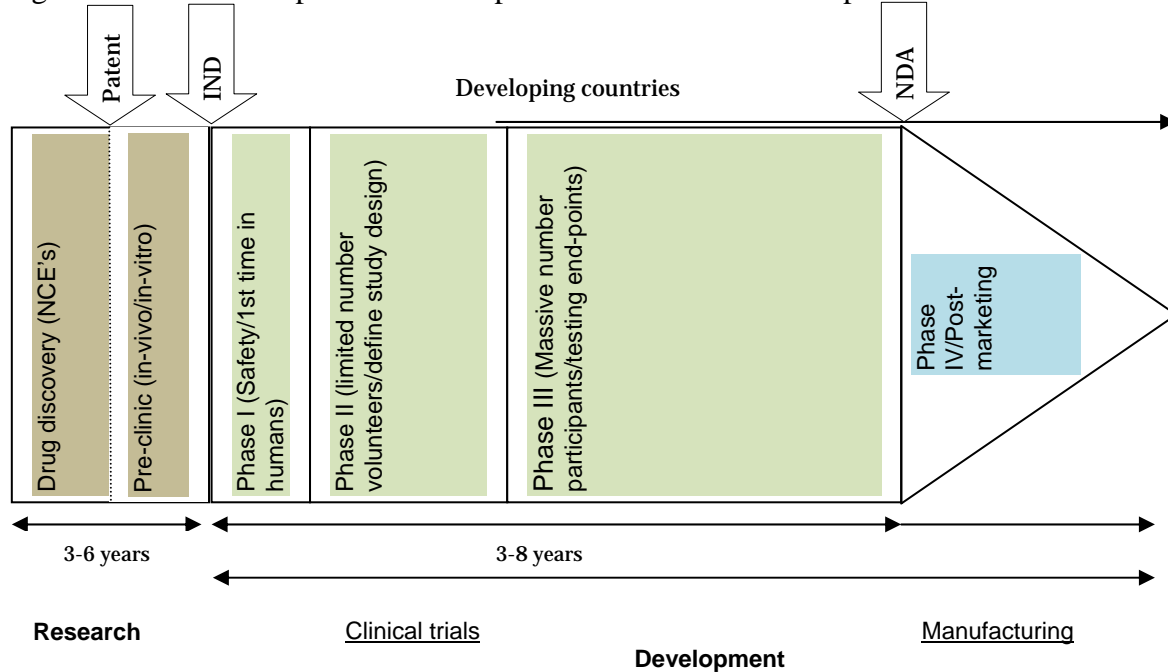 Patent
IND
NDA
Developing countries
Drug discovery (NCE's)
Pre-clinic (in-vivo/in-vitro)
Phase I (Safety/1st time in
humans)
Phase II (limited number
volunteers/define study design)
Phase III (Massive number
participants/testing end-points)
Phase
IV/Post-
marketing
3-6 years
3-8 years
Research
Clinical trials
Manufacturing
Development